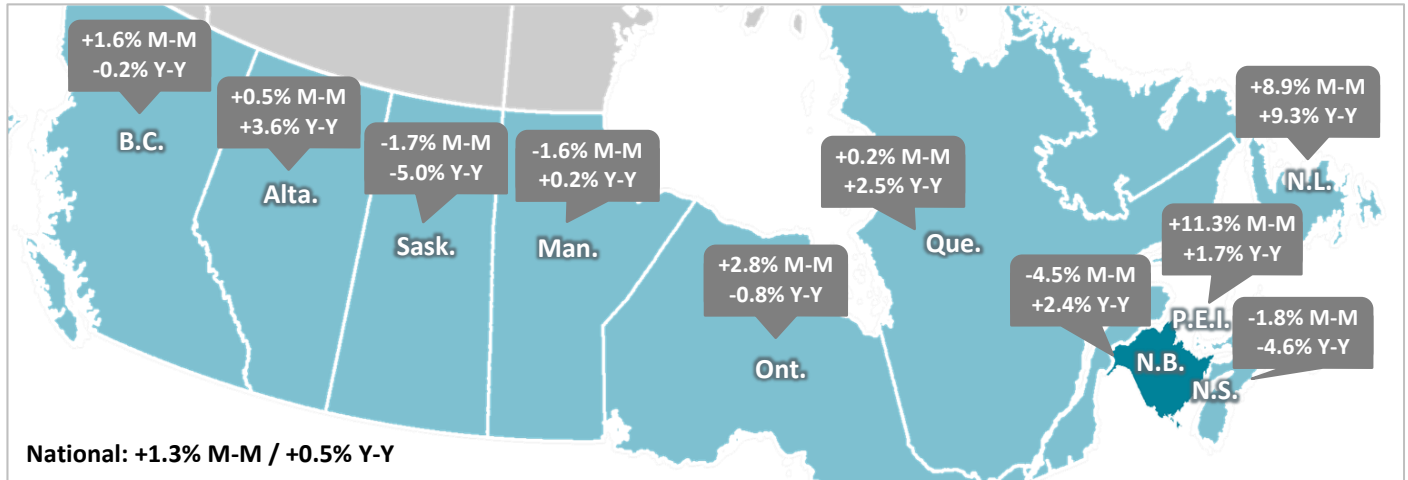 +1.6% M-M
-0.2% Y-Y
B.C.
+0.5% M-M
+3.6% Y-Y
Alta.
-1.7% M-M
-5.0% Y-Y
Sask.
-1.6% M-M
+0.2% Y-Y
Man.
+2.8% M-M
-0.8% Y-Y
Ont.
+0.2% M-M
+2.5% Y-Y
Que.
+8.9% M-M
+9.3% Y-Y
N.L.
+11.3% M-M
+1.7% Y-Y
P.E.I.
-4.5% M-M
+2.4% Y-Y
N.B.
-1.8% M-M
-4.6% Y-Y
N.S.
National: +1.3% M-M / +0.5% Y-Y